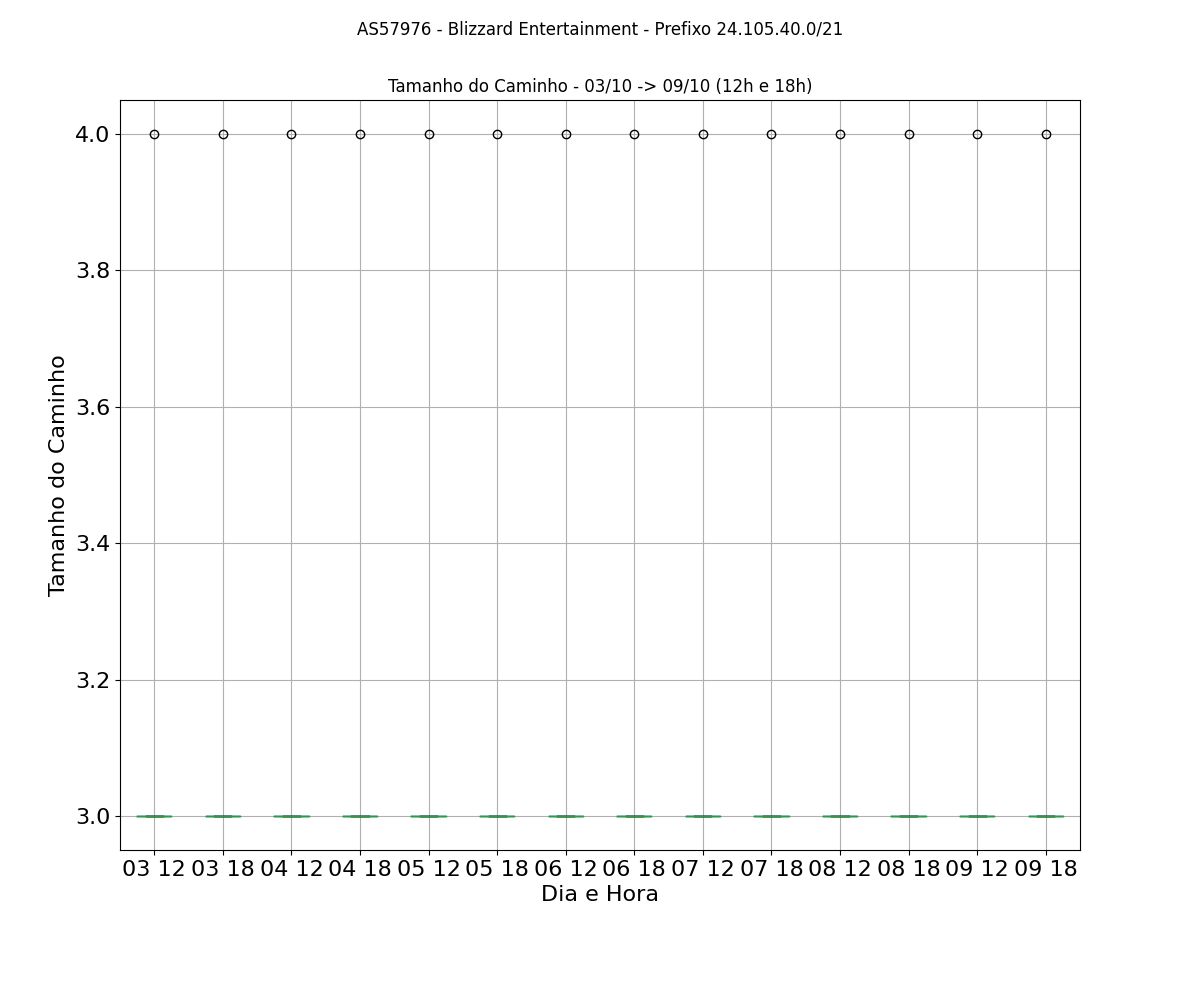 AS57976 - Blizzard Entertainment - Prefixo 24.105.40.0/21
Tamanho do Caminho - 03/10 -> 09/10 (12h e 18h)
4.0
3.8
3.6
3.4
3.2
3.0
Tamanho do Caminho
03 12 03 18 04 12 04 18 05 12 05 18 06 12 06 18 07 12 07 18 08 12 08 18 09 12 09 18
Dia e Hora